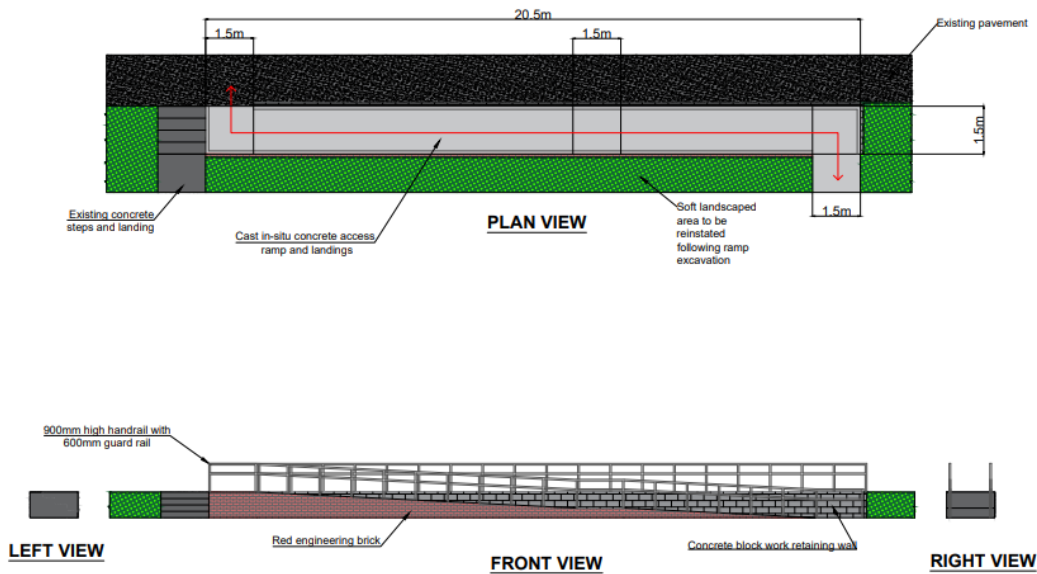 20.5m
Existing pavement
1.5m
1.5m
1.5m
1.5m
Existing concrete
steps and landing
Cast in-situ concrete access
ramp and landings
PLAN VIEW
Soft landscaped
area to be
reinstated
following ramp
excavation
900mm high handrail with
600mm guard rail
Red engineering brick
Concrete block work retaining wall
LEFT VIEW
FRONT VIEW
RIGHT VIEW